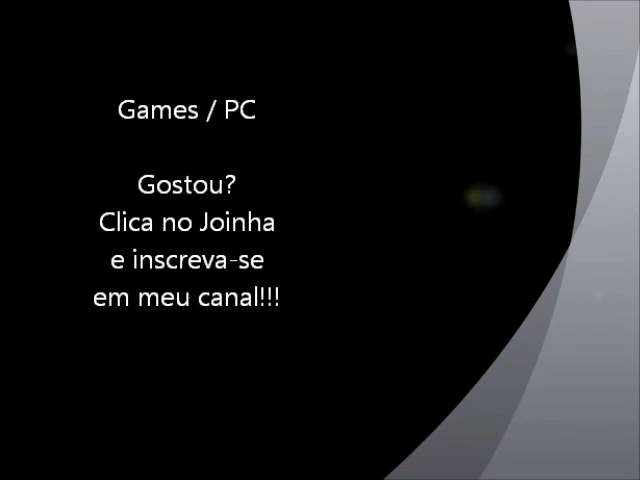 Games / PC
Gostou?
Clica no Joinha
e inscreva-se
em meu canal!!!